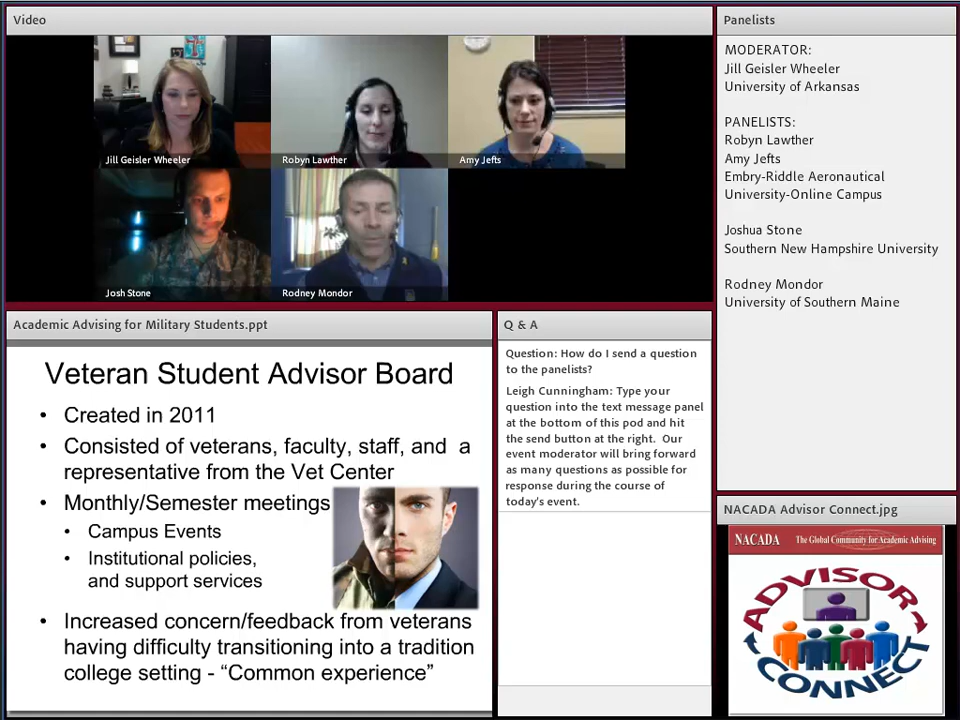 Video
Jill Geisler Wheeler
Robyn Lawther
Amy Jefts
Josh Stone
Rodney Mondor
Panelists
MODERATOR:
Jill Geisler Wheeler
University of Arkansas
PANELISTS:
Robyn Lawther
Amy Jefts
Embry-Riddle Aeronautical
University-Online Campus
Joshua Stone
Southern New Hampshire University
Rodney Mondor
University of Southern Maine
Academic Advising for Military Students.ppt
Veteran Student Advisor Board
• Created in 2011
• Consisted of veterans, faculty, staff, and a
representative from the Vet Center
• Monthly/Semester meetings
• Campus Events
• Institutional policies,
and support services
• Increased concern/feedback from veterans
having difficulty transitioning into a tradition
college setting - “Common experience”
Q & A
Question: How do I send a question
to the panelists?
Leigh Cunningham: Type your
question into the text message panel
at the bottom of this pod and hit
the send button at the right. Our
event moderator will bring forward
as many questions as possible for
response during the course of
today's event.
NACADA Advisor Connect.jpg
NACADA The Global Community for Academic Advising
ADVISOR
CONNECT